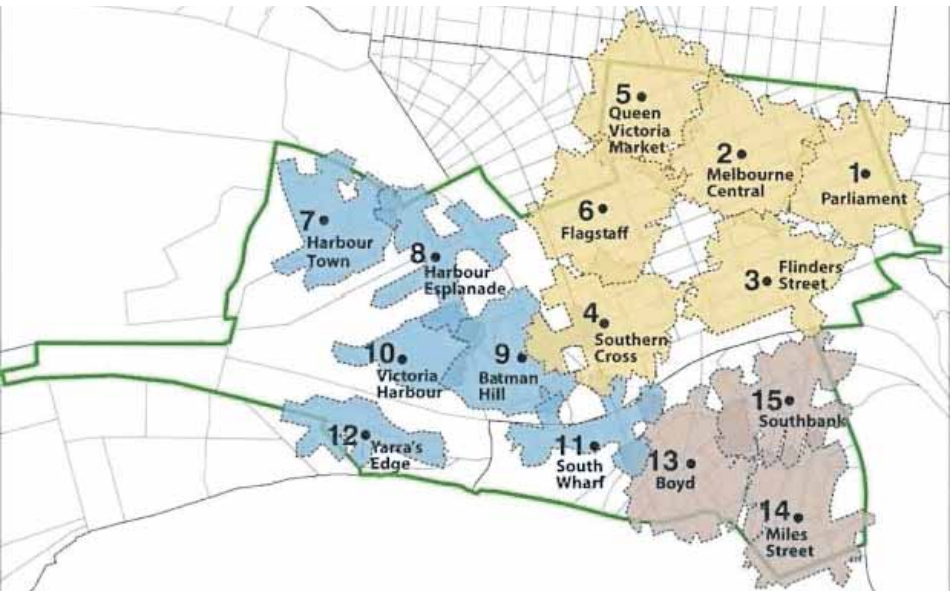 5
Queen
Victoria
Market
2
Melbourne
Central
1
Parliament
6
Flagstaff
7
Harbour
Town
8
Harbour
Esplanade
3
Flinders
Street
4
Southern
Cross
10
Victoria
Harbour
9
Batman
Hill
15
Southbank
12
Yarra's
Edge
11
South
Wharf
13
Boyd
14
Miles
Street